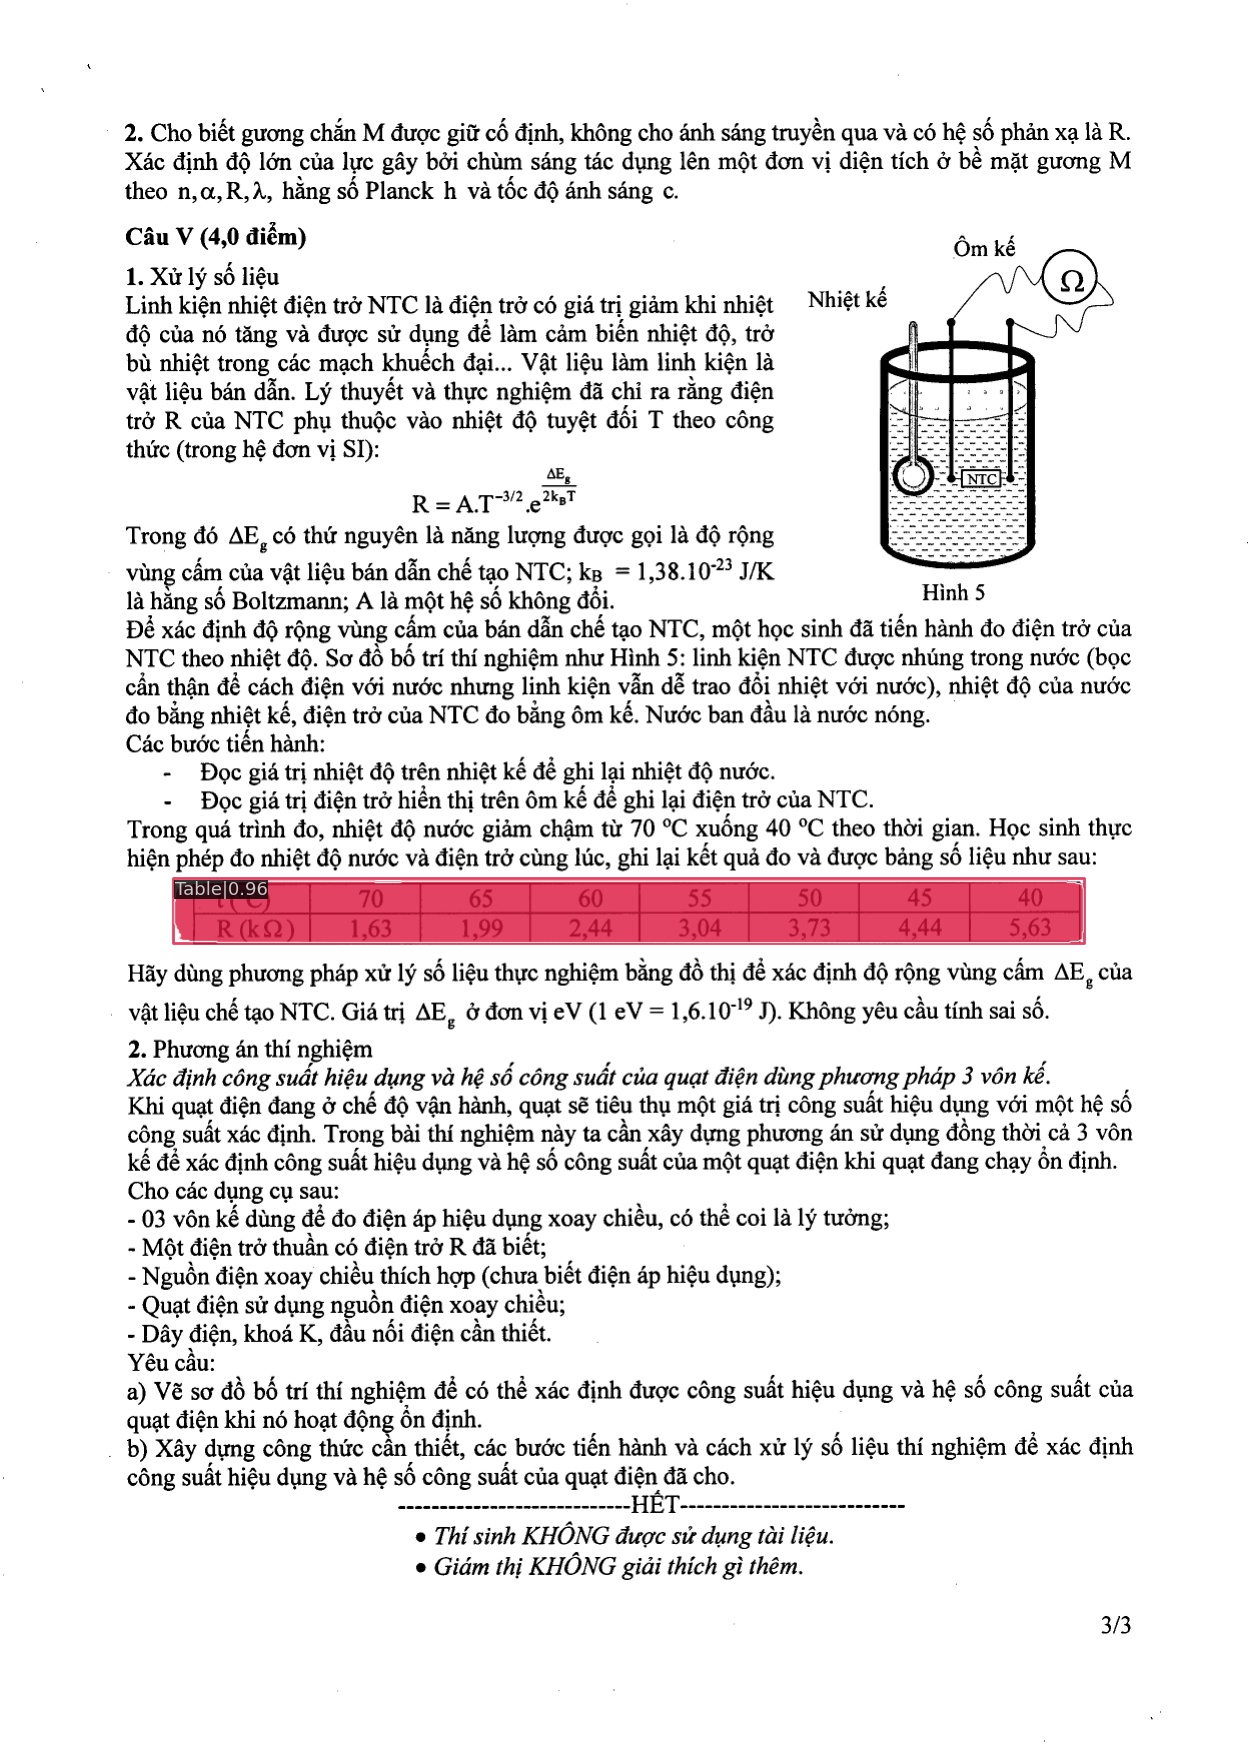 2. Cho biết gương chắn M được giữ cố định, không cho ánh sáng truyền qua và có hệ số phản xạ là R.
Xác định độ lớn của lực gây bởi chùm sáng tác dụng lên một đơn vị diện tích ở bề mặt gương M
theo n, α, R, λ, hằng số Planck h và tốc độ ánh sáng c.
Câu V (4,0 điểm)
1. Xử lý số liệu
Linh kiện nhiệt điện trở NTC là điện trở có giá trị giảm khi nhiệt
độ của nó tăng và được sử dụng để làm cảm biến nhiệt độ, trở
bù nhiệt trong các mạch khuếch đại... Vật liệu làm linh kiện là
vật liệu bán dẫn. Lý thuyết và thực nghiệm đã chỉ ra rằng điện
trở R của NTC phụ thuộc vào nhiệt độ tuyệt đối T theo công
thức (trong hệ đơn vị SI):
R = A.T^{-3/2}.e^{\frac{ΔE_g}{2k_BT}}
Trong đó ΔE_g có thứ nguyên là năng lượng được gọi là độ rộng
vùng cấm của vật liệu bán dẫn chế tạo NTC; k_B = 1,38.10^{-23} J/K
là hằng số Boltzmann; A là một hệ số không đổi.
Ôm kế
Ω
Nhiệt kế
NTC
Hình 5
Để xác định độ rộng vùng cấm của bán dẫn chế tạo NTC, một học sinh đã tiến hành đo điện trở của
NTC theo nhiệt độ. Sơ đồ bố trí thí nghiệm như Hình 5: linh kiện NTC được nhúng trong nước (bọc
cẩn thận để cách điện với nước nhưng linh kiện vẫn dễ trao đổi nhiệt với nước), nhiệt độ của nước
đo bằng nhiệt kế, điện trở của NTC đo bằng ôm kế. Nước ban đầu là nước nóng.
Các bước tiến hành:
- Đọc giá trị nhiệt độ trên nhiệt kế để ghi lại nhiệt độ nước.
- Đọc giá trị điện trở hiển thị trên ôm kế để ghi lại điện trở của NTC.
Trong quá trình đo, nhiệt độ nước giảm chậm từ 70 °C xuống 40 °C theo thời gian. Học sinh thực
hiện phép đo nhiệt độ nước và điện trở cùng lúc, ghi lại kết quả đo và được bảng số liệu như sau:
Table|0.96
70 65 60 55 50 45 40
R (kΩ) 1,63 1,99 2,44 3,04 3,73 4,44 5,63
Hãy dùng phương pháp xử lý số liệu thực nghiệm bằng đồ thị để xác định độ rộng vùng cấm ΔE_g của
vật liệu chế tạo NTC. Giá trị ΔE_g ở đơn vị eV (1 eV = 1,6.10^{-19} J). Không yêu cầu tính sai số.
2. Phương án thí nghiệm
Xác định công suất hiệu dụng và hệ số công suất của quạt điện dùng phương pháp 3 vôn kế.
Khi quạt điện đang ở chế độ vận hành, quạt sẽ tiêu thụ một giá trị công suất hiệu dụng với một hệ số
công suất xác định. Trong bài thí nghiệm này ta cần xây dựng phương án sử dụng đồng thời cả 3 vôn
kế để xác định công suất hiệu dụng và hệ số công suất của một quạt điện khi quạt đang chạy ổn định.
Cho các dụng cụ sau:
- 03 vôn kế dùng để đo điện áp hiệu dụng xoay chiều, có thể coi là lý tưởng;
- Một điện trở thuần có điện trở R đã biết;
- Nguồn điện xoay chiều thích hợp (chưa biết điện áp hiệu dụng);
- Quạt điện sử dụng nguồn điện xoay chiều;
- Dây điện, khoá K, đầu nối điện cần thiết.
Yêu cầu:
a) Vẽ sơ đồ bố trí thí nghiệm để có thể xác định được công suất hiệu dụng và hệ số công suất của
quạt điện khi nó hoạt động ổn định.
b) Xây dựng công thức cần thiết, các bước tiến hành và cách xử lý số liệu thí nghiệm để xác định
công suất hiệu dụng và hệ số công suất của quạt điện đã cho.
----------------------------HẾT---------------------------
• Thí sinh KHÔNG được sử dụng tài liệu.
• Giám thị KHÔNG giải thích gì thêm.
3/3